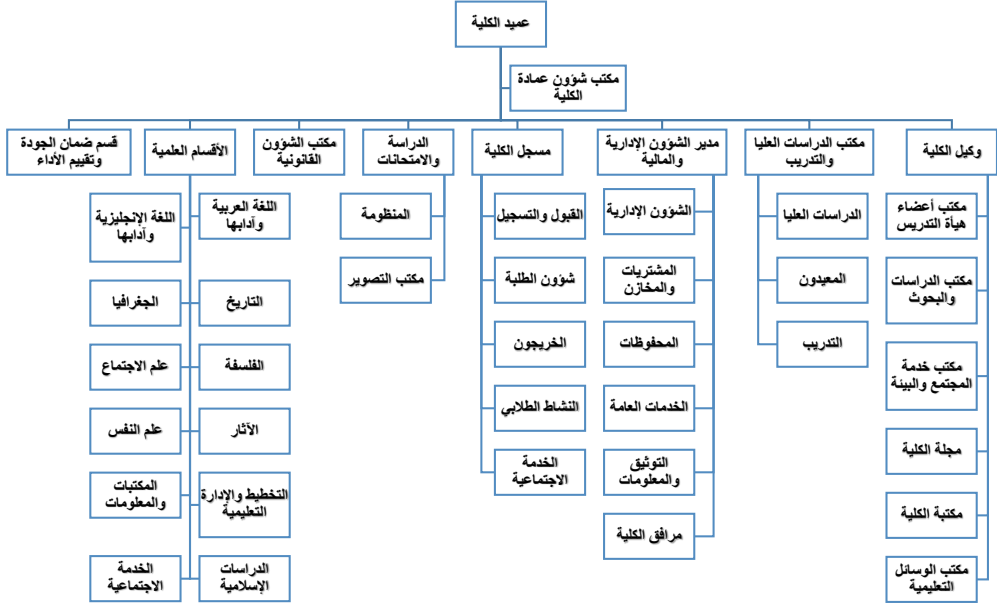 عميد الكلية
مكتب شؤون عمادة
الكلية
وكيل الكلية
مكتب أعضاء
هيأة التدريس
مكتب الدراسات
والبحوث
مكتب خدمة
المجتمع والبيئة
مجلة الكلية
مكتبة الكلية
مكتب الوسائل
التعليمية
مكتب الدراسات العليا
والتدريب
الدراسات العليا
المعيدون
التدريب
مدير الشؤون الإدارية
والمالية
الشؤون الإدارية
المشتريات
والمخازن
المحفوظات
الخدمات العامة
التوثيق
والمعلومات
مرافق الكلية
مسجل الكلية
القبول والتسجيل
شؤون الطلبة
الخريجون
النشاط الطلابي
الخدمة
الاجتماعية
الدراسة
والامتحانات
المنظومة
مكتب التصوير
مكتب الشؤون
القانونية
الأقسام العلمية
اللغة العربية
وآدابها
اللغة الإنجليزية
وآدابها
التاريخ
الجغرافيا
الفلسفة
علم الاجتماع
الآثار
علم النفس
التخطيط والإدارة
التعليمية
المكتبات
والمعلومات
الدراسات
الإسلامية
الخدمة
الاجتماعية
قسم ضمان الجودة
وتقييم الأداء